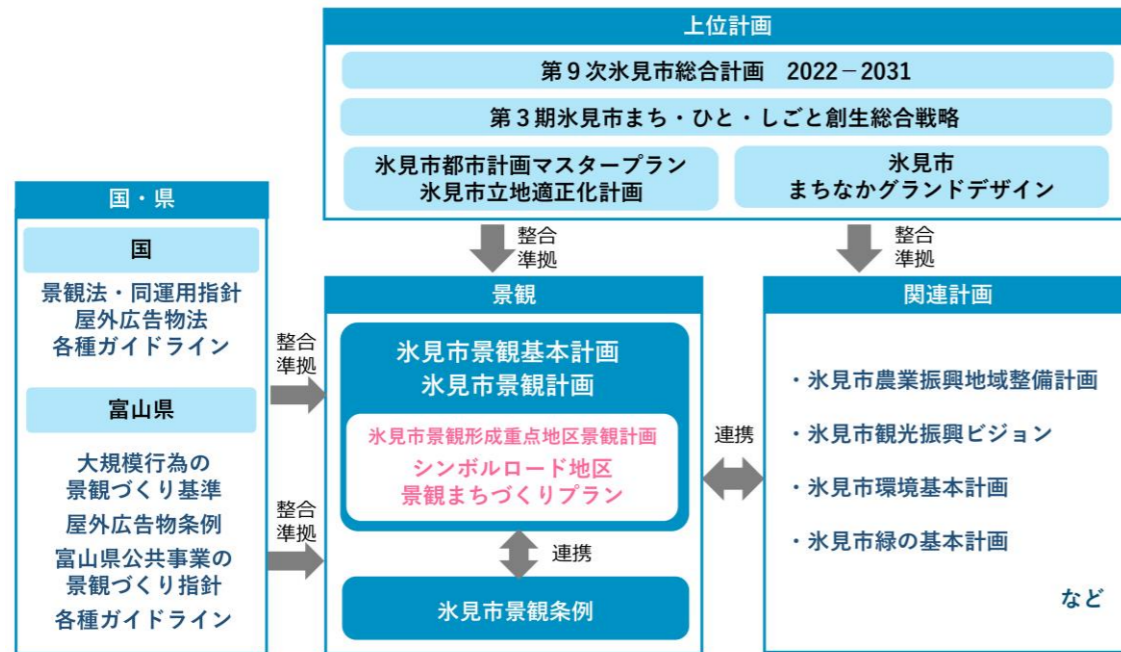 上位計画
第9次氷見市総合計画　2022－2031
第3期氷見市まち・ひと・しごと創生総合戦略
氷見市都市計画マスタープラン
氷見市立地適正化計画
氷見市
まちなかグランドデザイン
整合
準拠
整合
準拠
国・県
国
景観法・同運用指針
屋外広告物法
各種ガイドライン
富山県
大規模行為の
景観づくり基準
屋外広告物条例
富山県公共事業の
景観づくり指針
各種ガイドライン
整合
準拠
整合
準拠
景観
氷見市景観基本計画
氷見市景観計画
氷見市景観形成重点地区景観計画
シンボルロード地区
景観まちづくりプラン
連携
氷見市景観条例
連携
関連計画
・氷見市農業振興地域整備計画
・氷見市観光振興ビジョン
・氷見市環境基本計画
・氷見市緑の基本計画
など